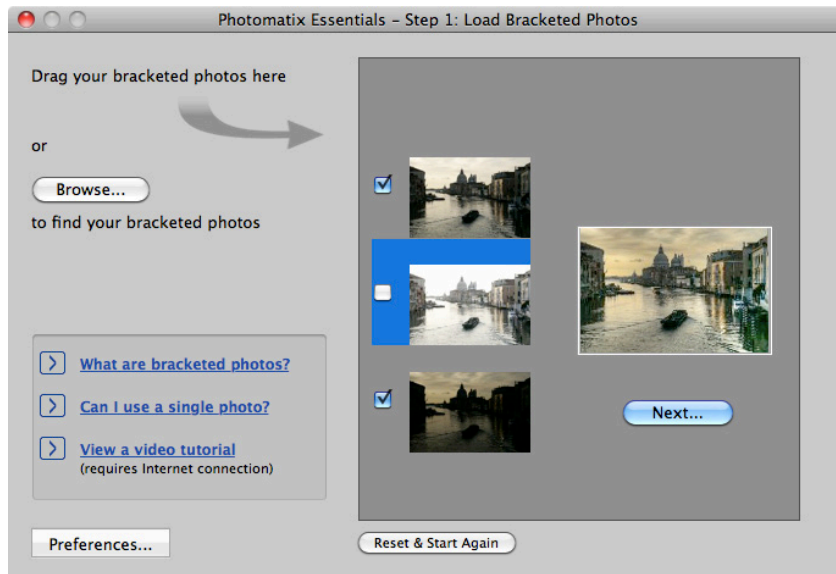 Photomatix Essentials – Step 1: Load Bracketed Photos
Drag your bracketed photos here
or
Browse...
to find your bracketed photos
What are bracketed photos?
Can I use a single photo?
View a video tutorial
(requires Internet connection)
Preferences...
Next...
Reset & Start Again